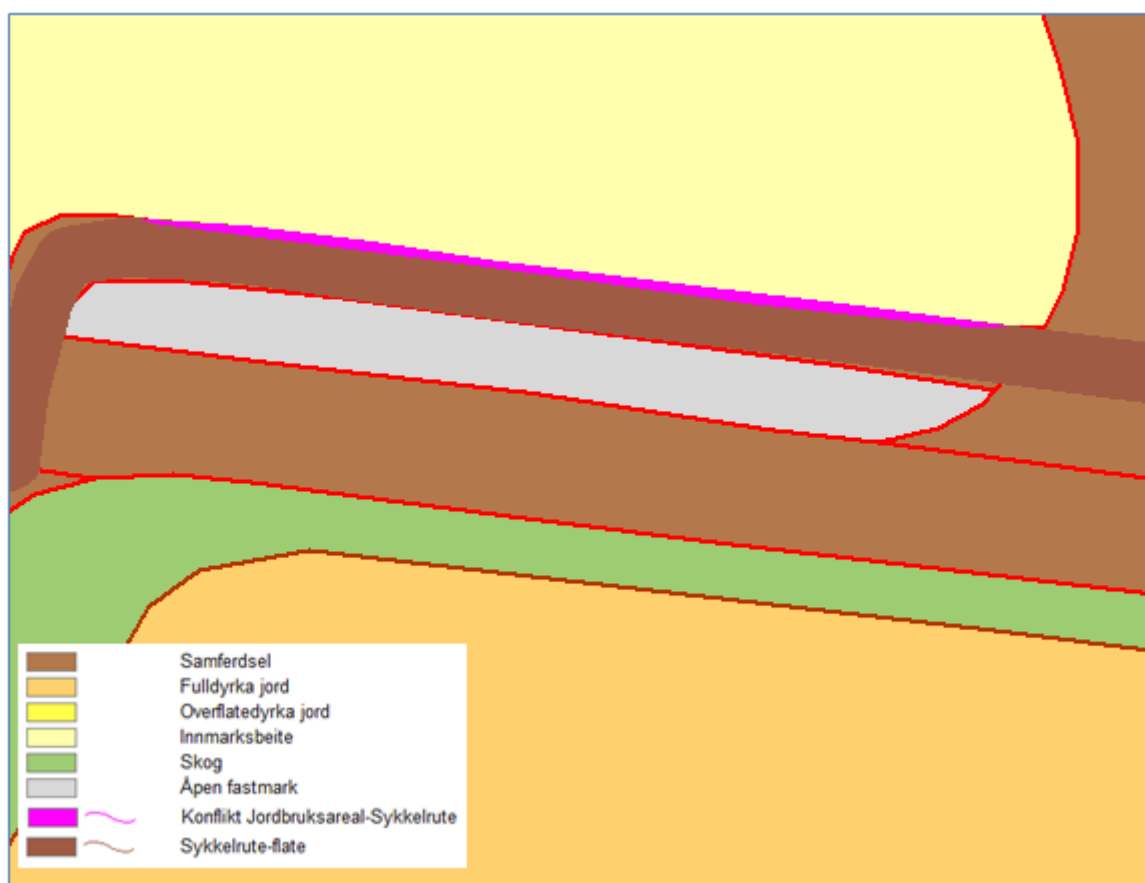 Samferdsel
Fulldyrka jord
Overflatedyrka jord
Innmarksbeite
Skog
Åpen fastmark
Konflikt Jordbruksareal-Sykkelrute
Sykkelrute-flate